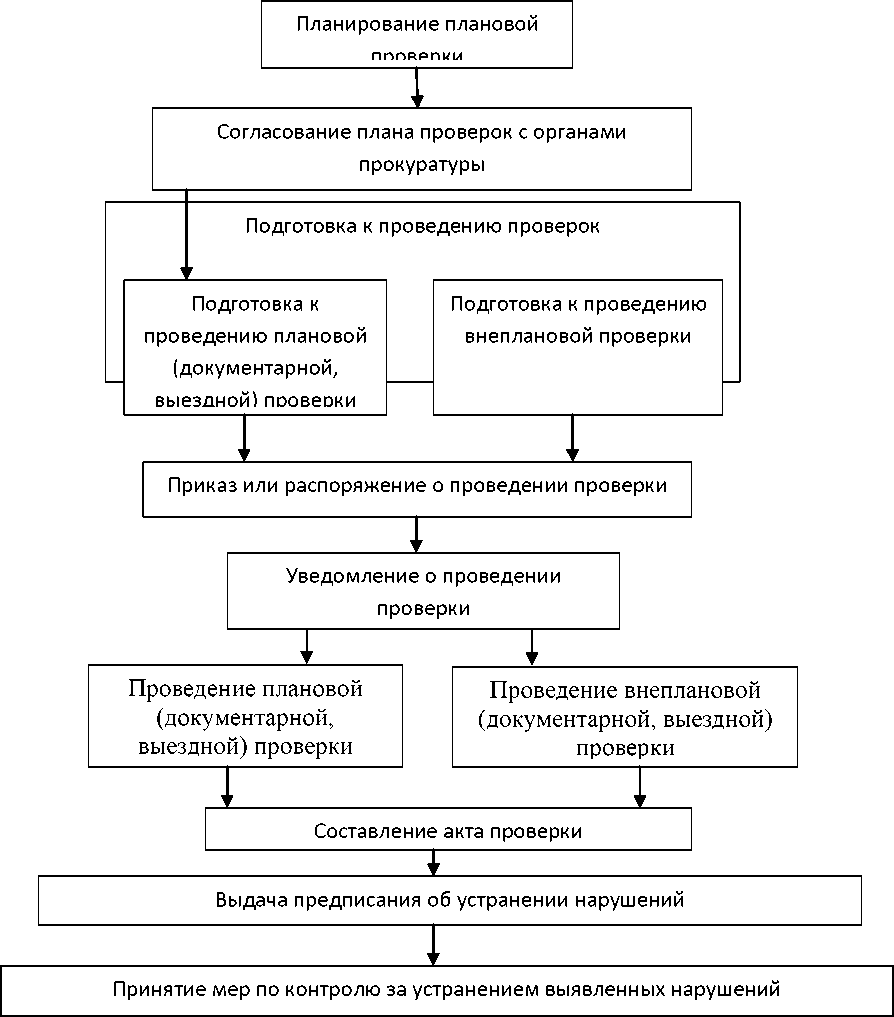 Планирование плановой
проверки
Согласование плана проверок с органами
прокуратуры
Подготовка к проведению проверок
Подготовка к
проведению плановой
(документарной,
выездной) проверки
Подготовка к проведению
внеплановой проверки
Приказ или распоряжение о проведении проверки
Уведомление о проведении
проверки
Проведение плановой
(документарной,
выездной) проверки
Проведение внеплановой
(документарной, выездной)
проверки
Составление акта проверки
Выдача предписания об устранении нарушений
Принятие мер по контролю за устранением выявленных нарушений